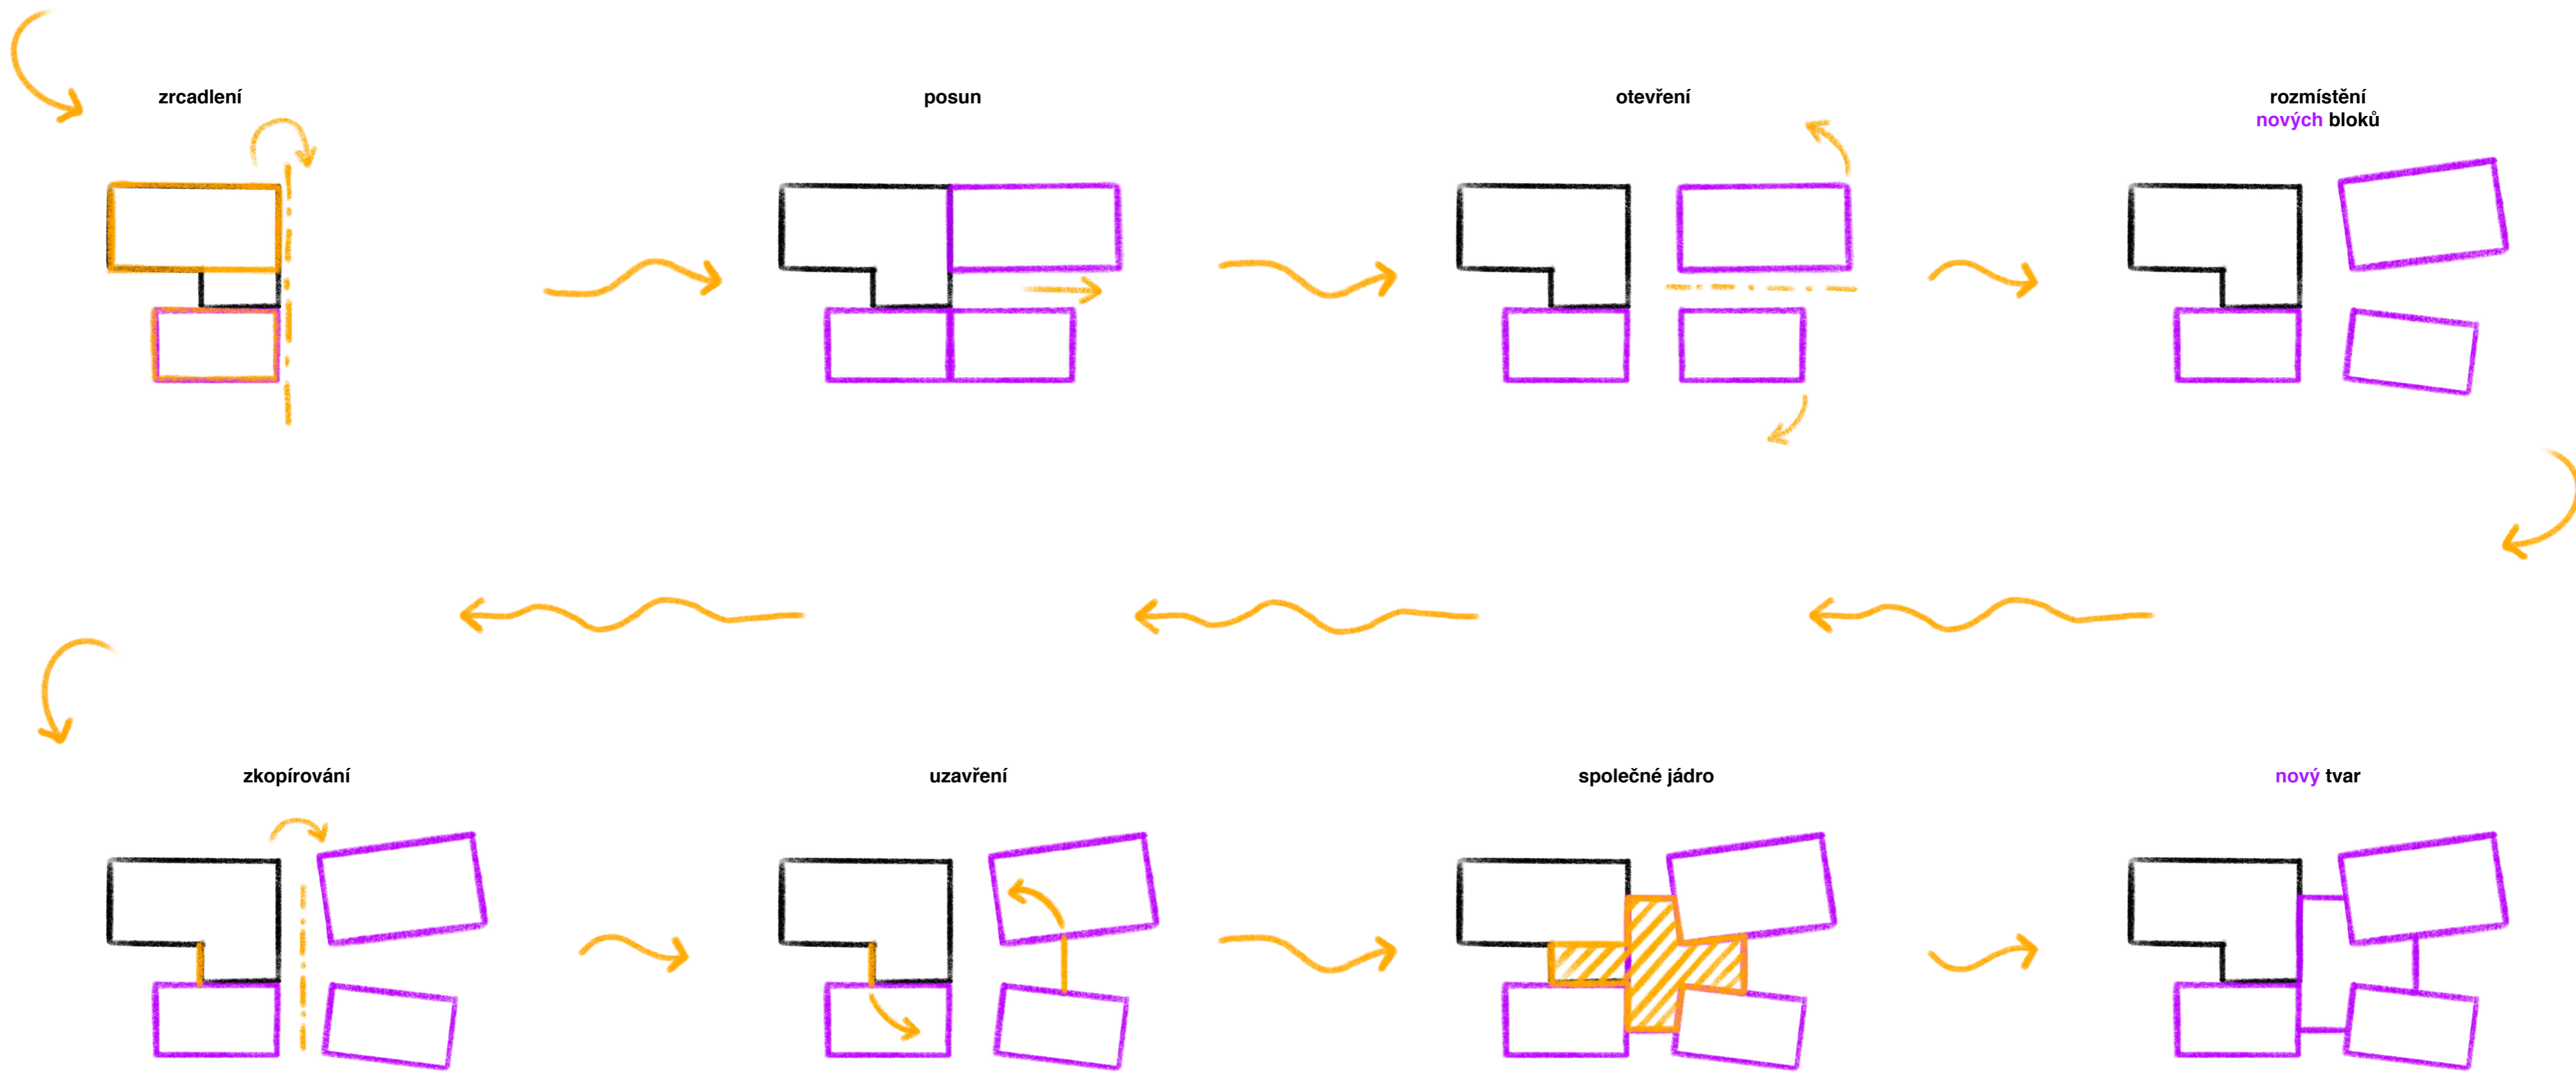 zrcadlení
posun
otevření
rozmístění
nových bloků
zkopírování
uzavření
společné jádro
nový tvar